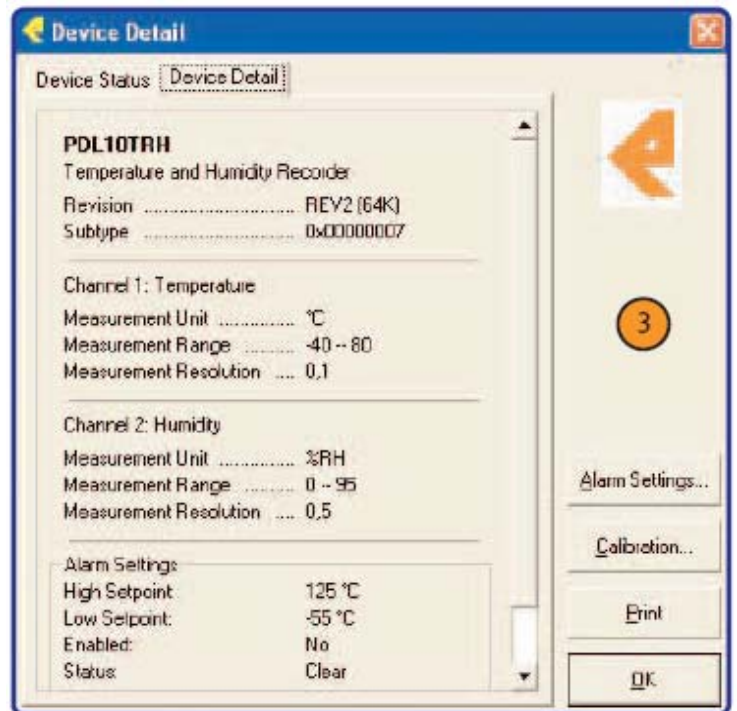 Device Detail
Device Status Device Detail
PDL10TRH
Temperature and Humidity Recorder
Revision ............................ REV2 (64K)
Subtype ............................ 0x00000007
Channel 1: Temperature
Measurement Unit .............. °C
Measurement Range .......... -40 -- 80
Measurement Resolution .... 0,1
Channel 2: Humidity
Measurement Unit .............. %RH
Measurement Range .......... 0 -- 95
Measurement Resolution .... 0,5
Alarm Settings
High Setpoint: 125 °C
Low Setpoint: -55 °C
Enabled: No
Status: Clear
3
Alarm Settings...
Calibration...
Print
OK